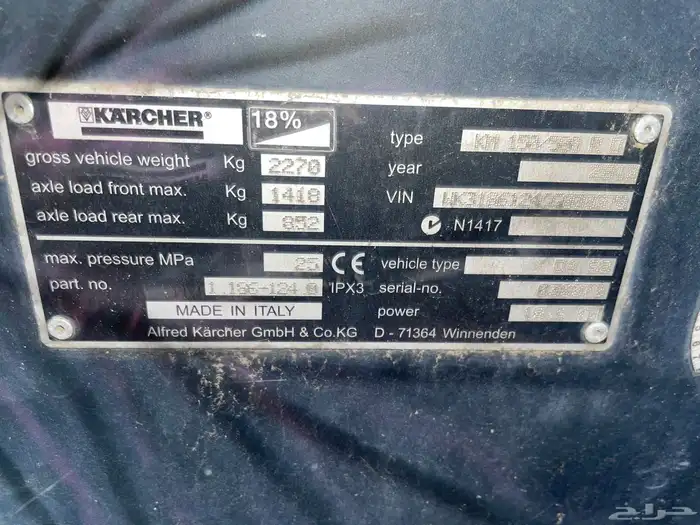 KÄRCHER®
18%
gross vehicle weight Kg 2270
axle load front max. Kg 1418
axle load rear max. Kg 852
type KM
year
VIN
N1417
max. pressure MPa 25
part no.
CE
IPX3
MADE IN ITALY
vehicle type
serial-no.
power
Alfred Kärcher GmbH & Co.KG D - 71364 Winnenden
حراج